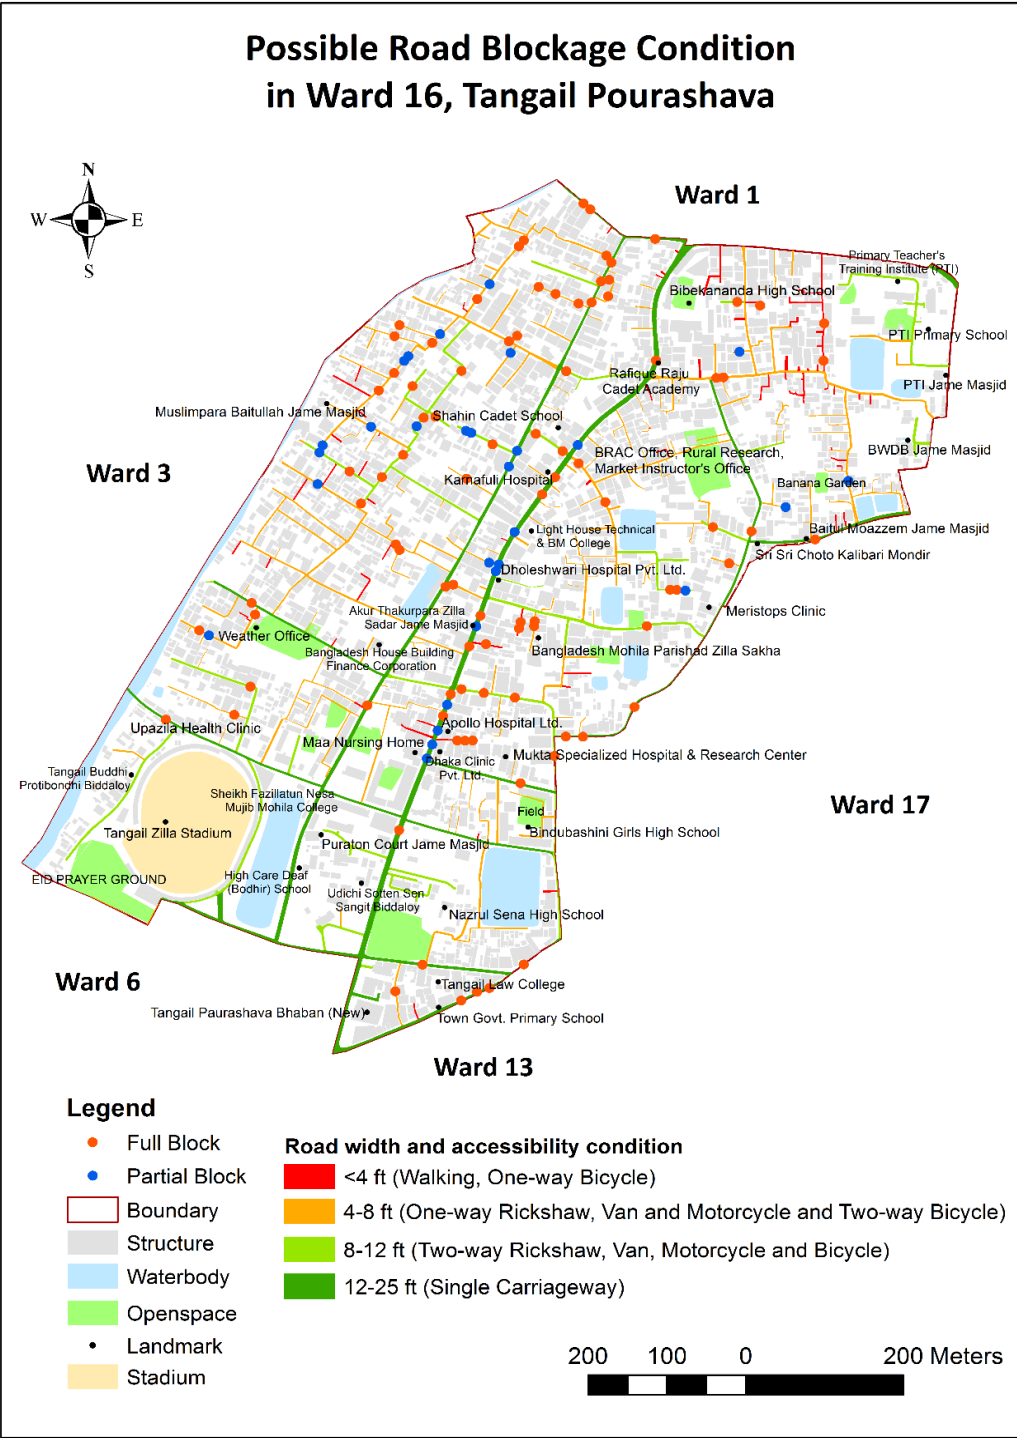 Possible Road Blockage Condition
in Ward 16, Tangail Pourashava
N
W
E
S
Ward 1
Primary Teacher's
Training Institute (PTI)
Bibekananda High School
PTI Primary School
Rafique Raju
Cadet Academy
PTI Jame Masjid
Muslimpara Baitullah Jame Masjid
Shahin Cadet School
BWDB Jame Masjid
BRAC Office, Rural Research,
Market Instructor's Office
Ward 3
Karnafuli Hospital
Banana Garden
Light House Technical
& BM College
Baitul Moazzem Jame Masjid
Sri Sri Choto Kalibari Mondir
Dholeshwari Hospital Pvt. Ltd.
Akur Thakurpara Zilla
Sadar Jame Masjid
Meristops Clinic
Weather Office
Bangladesh House Building
Finance Corporation
Bangladesh Mohila Parishad Zilla Sakha
Upazila Health Clinic
Apollo Hospital Ltd.
Maa Nursing Home
Dhaka Clinic
Pvt. Ltd.
Mukta Specialized Hospital & Research Center
Tangail Buddhi
Protibondhi Biddaloy
Sheikh Fazillatun Nesa
Mujib Mohila College
Ward 17
Field
Tangail Zilla Stadium
Bindubashini Girls High School
Puraton Court Jame Masjid
EID PRAYER GROUND
High Care Deaf
(Bodhir) School
Udichi Sotten Sen
Sangit Biddaloy
Nazrul Sena High School
Ward 6
Tangail Law College
Tangail Paurashava Bhaban (New)
Town Govt. Primary School
Ward 13
Legend
Full Block
Partial Block
Boundary
Structure
Waterbody
Openspace
Landmark
Stadium
Road width and accessibility condition
<4 ft (Walking, One-way Bicycle)
4-8 ft (One-way Rickshaw, Van and Motorcycle and Two-way Bicycle)
8-12 ft (Two-way Rickshaw, Van, Motorcycle and Bicycle)
12-25 ft (Single Carriageway)
200 100 0 200 Meters